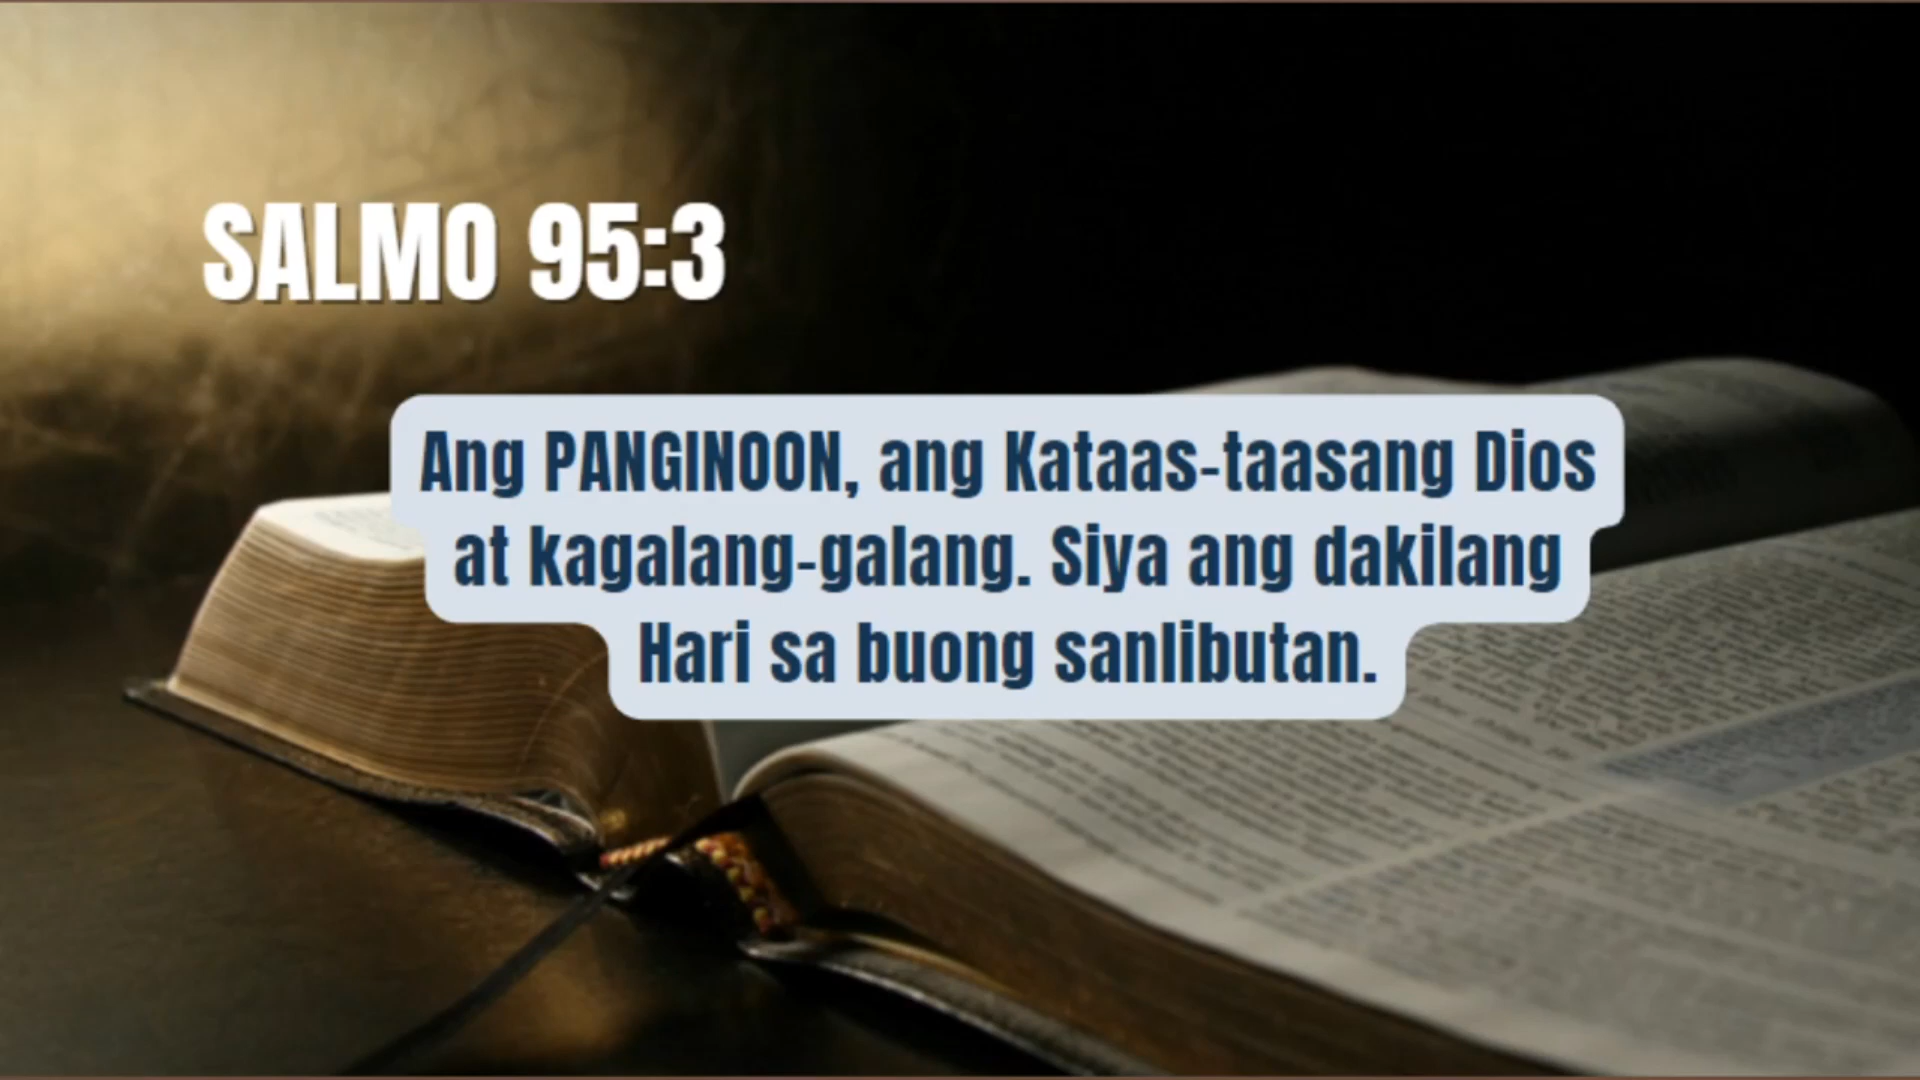 SALMO 95:3
Ang PANGINOON, ang Kataas-taasang Dios
at kagalang-galang. Siya ang dakilang
Hari sa buong sanlibutan.